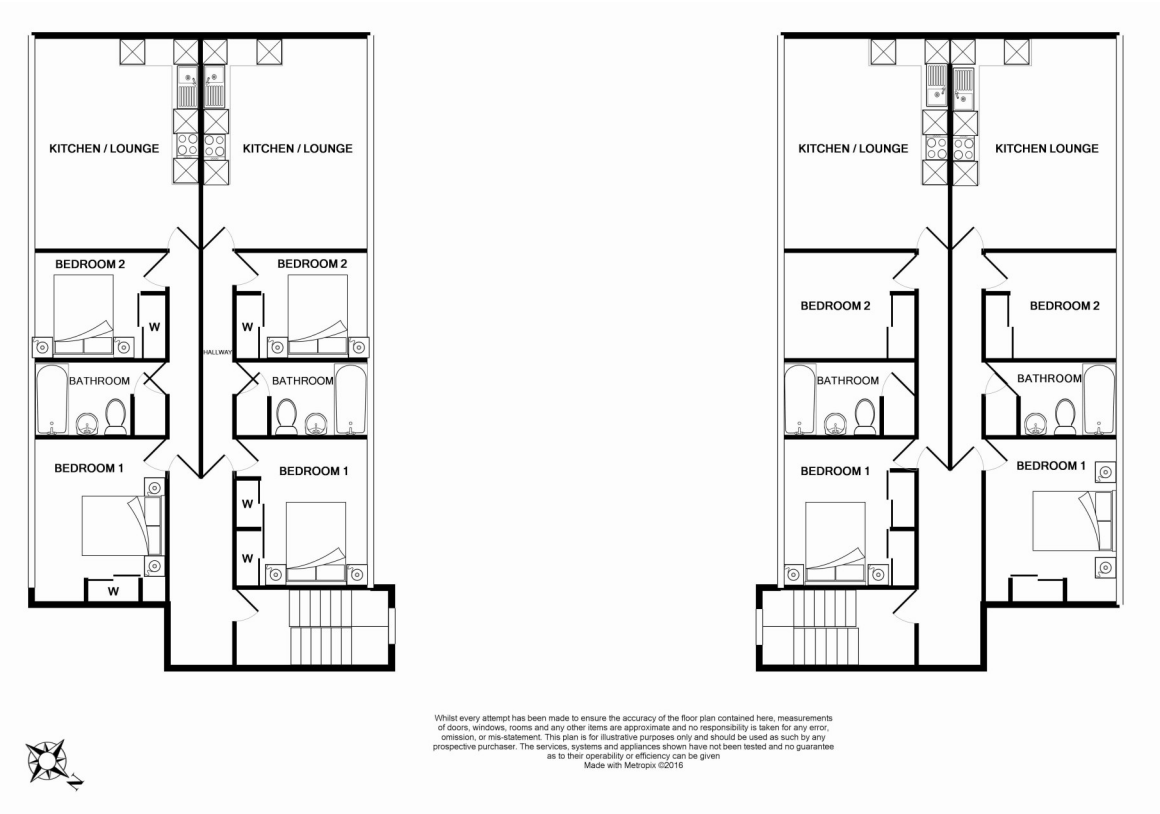 KITCHEN / LOUNGE
KITCHEN / LOUNGE
KITCHEN / LOUNGE
KITCHEN LOUNGE
BEDROOM 2
BEDROOM 2
BEDROOM 2
BEDROOM 2
W
W
HALLWAY
BATHROOM
BATHROOM
BATHROOM
BATHROOM
BEDROOM 1
BEDROOM 1
BEDROOM 1
BEDROOM 1
W
W
W
Whilst every attempt has been made to ensure the accuracy of the floor plan contained here, measurements
of doors, windows, rooms and any other items are approximate and no responsibility is taken for any error,
omission, or mis-statement. This plan is for illustrative purposes only and should be used as such by any
prospective purchaser. The services, systems and appliances shown have not been tested and no guarantee
as to their operability or efficiency can be given
Made with Metropix ©2016
N